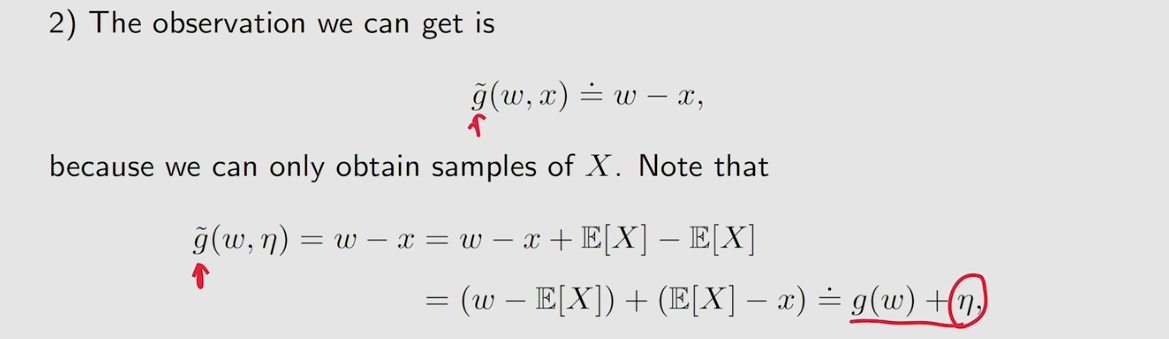 2) The observation we can get is
g̃(w, x) ≐ w − x,
because we can only obtain samples of X. Note that
g̃(w, η) = w − x = w − x + 𝔼[X] − 𝔼[X]
= (w − 𝔼[X]) + (𝔼[X] − x) ≐ g(w) + η,